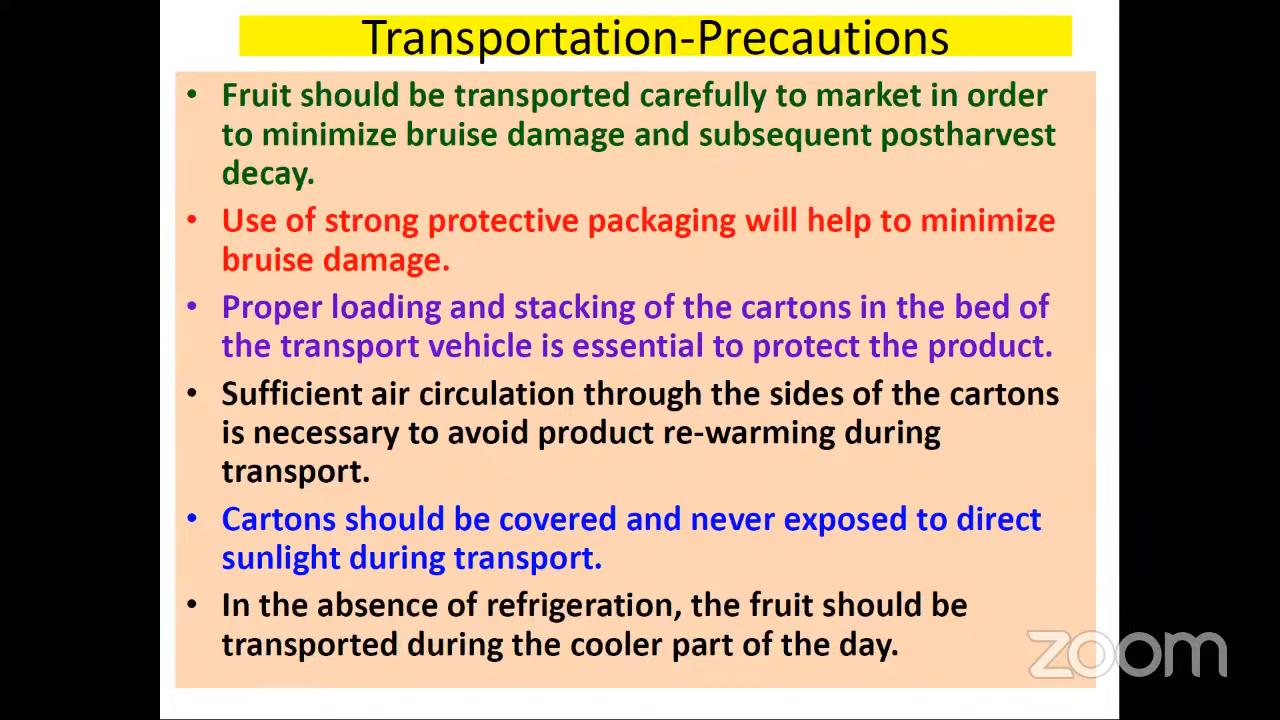 Transportation-Precautions
• Fruit should be transported carefully to market in order
to minimize bruise damage and subsequent postharvest
decay.
• Use of strong protective packaging will help to minimize
bruise damage.
• Proper loading and stacking of the cartons in the bed of
the transport vehicle is essential to protect the product.
• Sufficient air circulation through the sides of the cartons
is necessary to avoid product re-warming during
transport.
• Cartons should be covered and never exposed to direct
sunlight during transport.
• In the absence of refrigeration, the fruit should be
transported during the cooler part of the day.
zoom